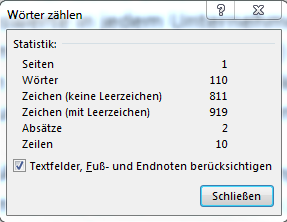 Wörter zählen
Statistik:
Seiten 1
Wörter 110
Zeichen (keine Leerzeichen) 811
Zeichen (mit Leerzeichen) 919
Absätze 2
Zeilen 10
Textfelder, Fuß- und Endnoten berücksichtigen
Schließen